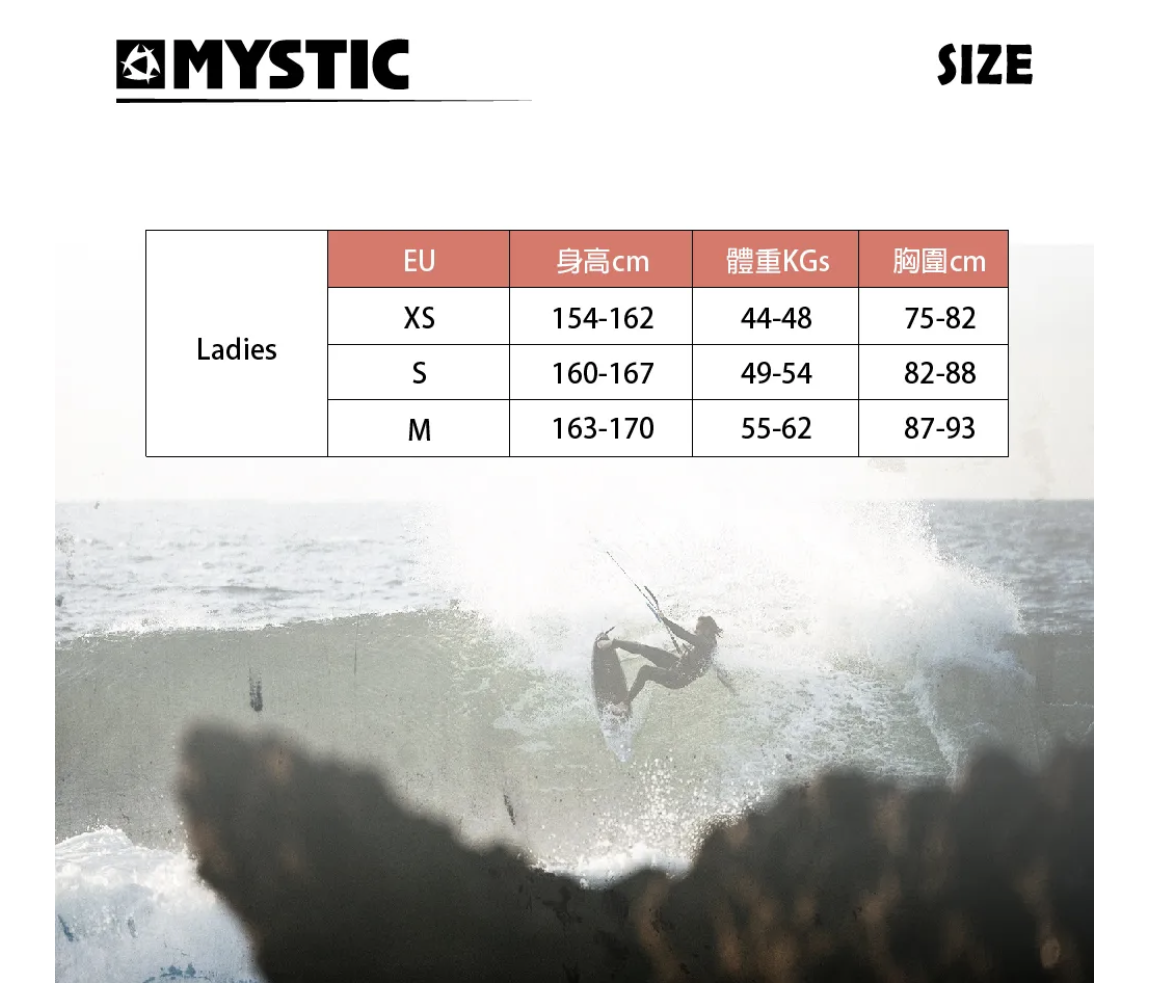 MYSTIC
SIZE
EU 身高cm 體重KGs 胸圍cm
Ladies
XS 154-162 44-48 75-82
S 160-167 49-54 82-88
M 163-170 55-62 87-93